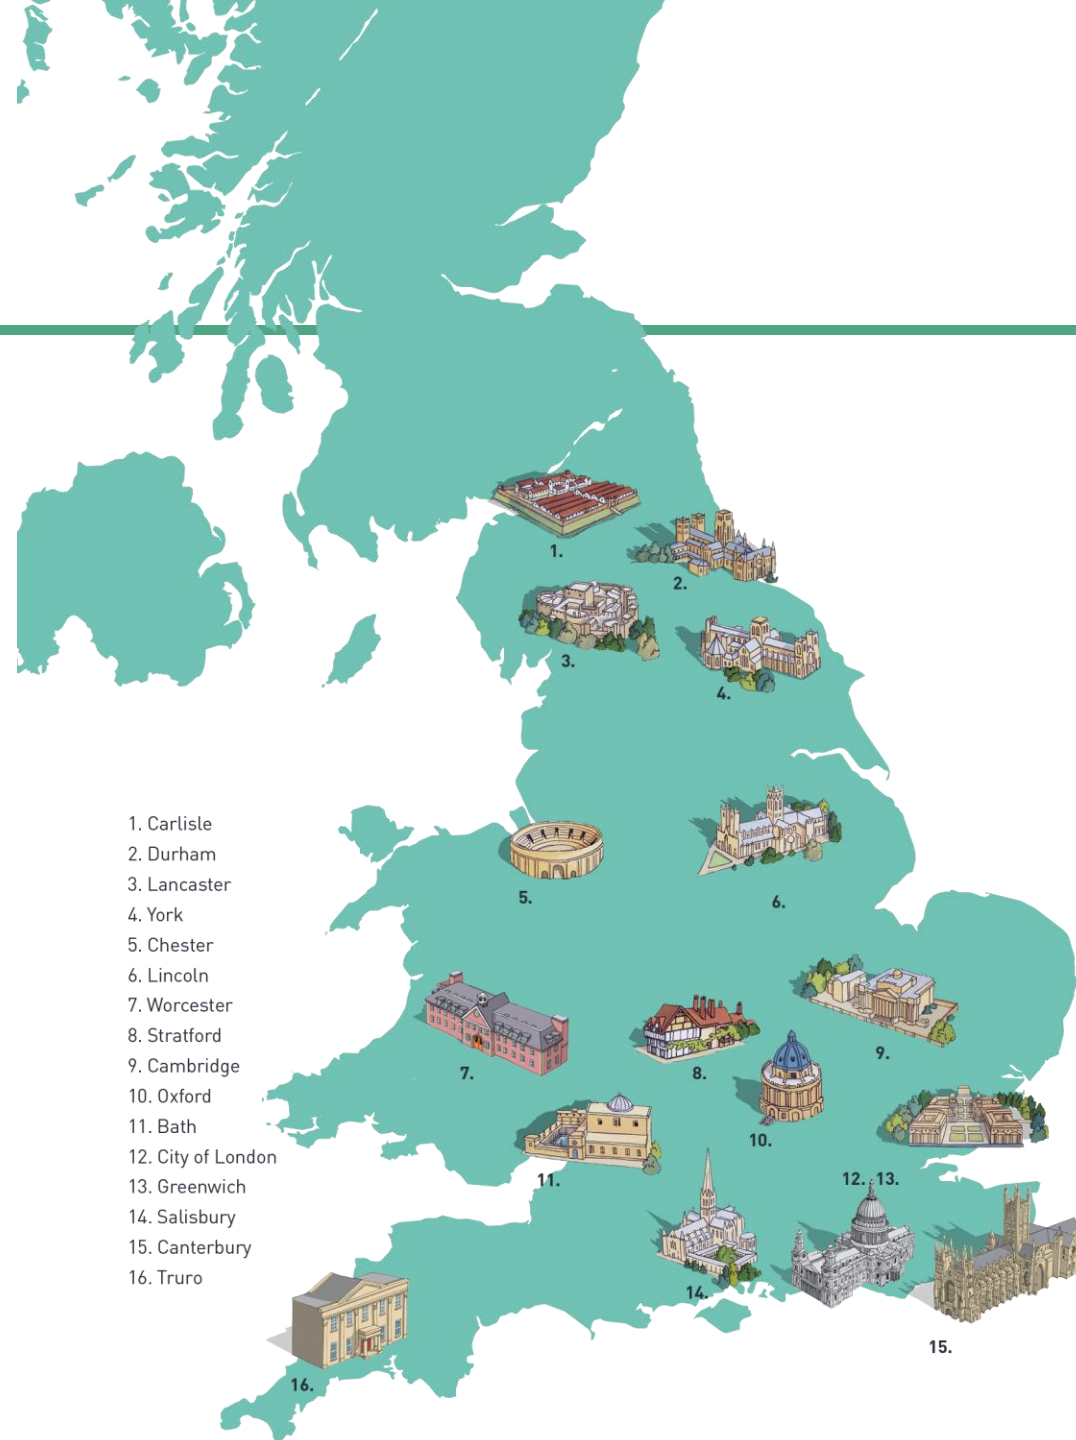 1.
2.
3.
4.
1. Carlisle
2. Durham
3. Lancaster
4. York
5. Chester
6. Lincoln
7. Worcester
8. Stratford
9. Cambridge
10. Oxford
11. Bath
12. City of London
13. Greenwich
14. Salisbury
15. Canterbury
16. Truro
5.
6.
7.
8.
9.
10.
11.
12. 13.
14.
15.
16.